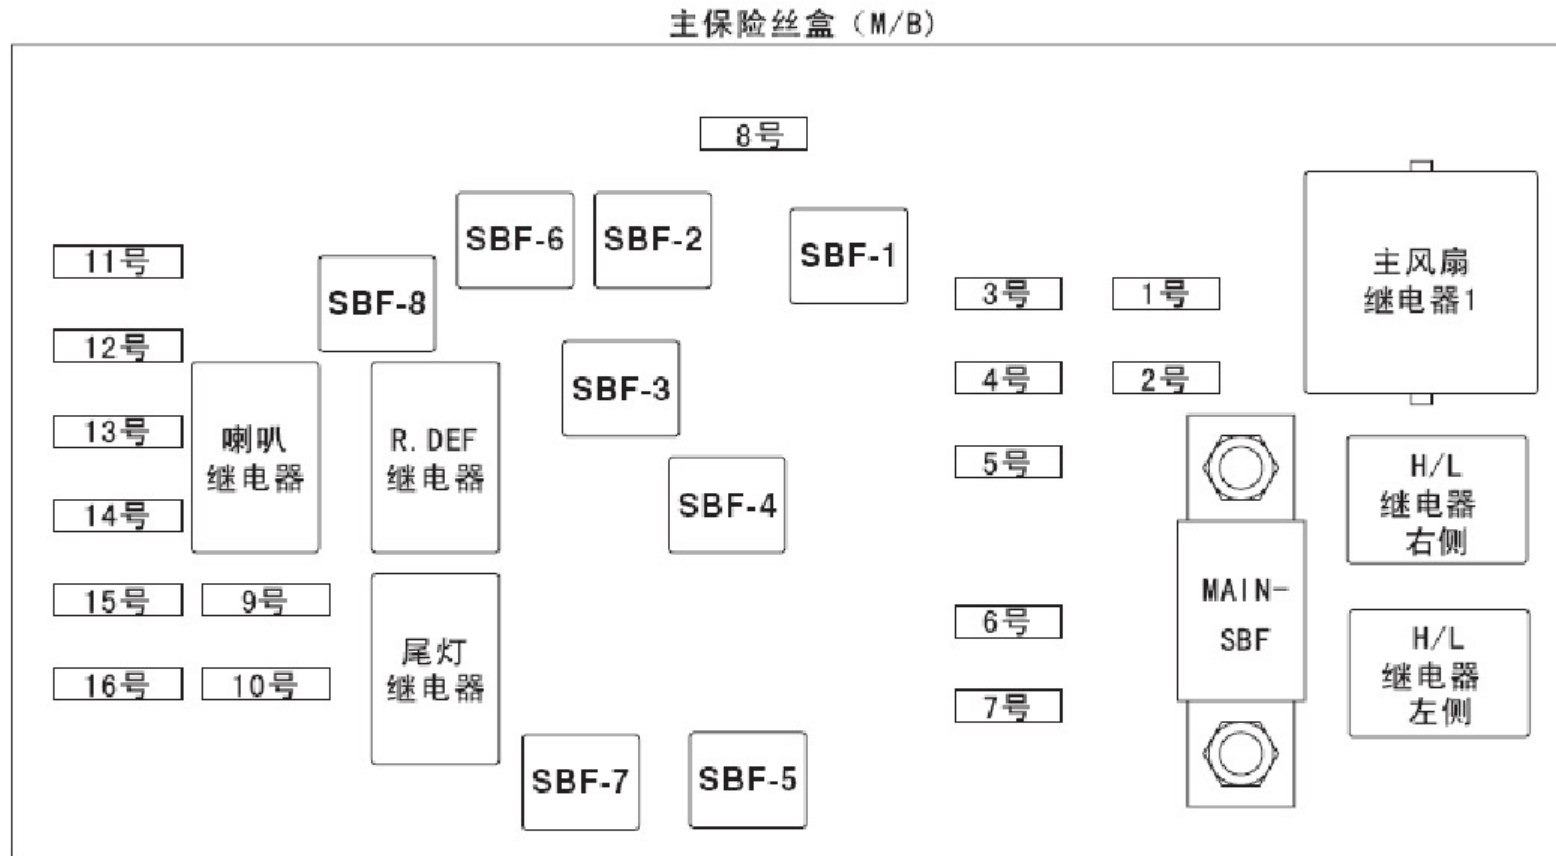 主保险丝盒（M/B）
8号
SBF-6
SBF-2
SBF-1
11号
SBF-8
3号
1号
主风扇
继电器1
12号
SBF-3
4号
2号
13号
喇叭
继电器
R.DEF
继电器
5号
H/L
继电器
右侧
14号
SBF-4
15号
9号
MAIN-
SBF
6号
尾灯
继电器
H/L
继电器
左侧
16号
10号
7号
SBF-7
SBF-5